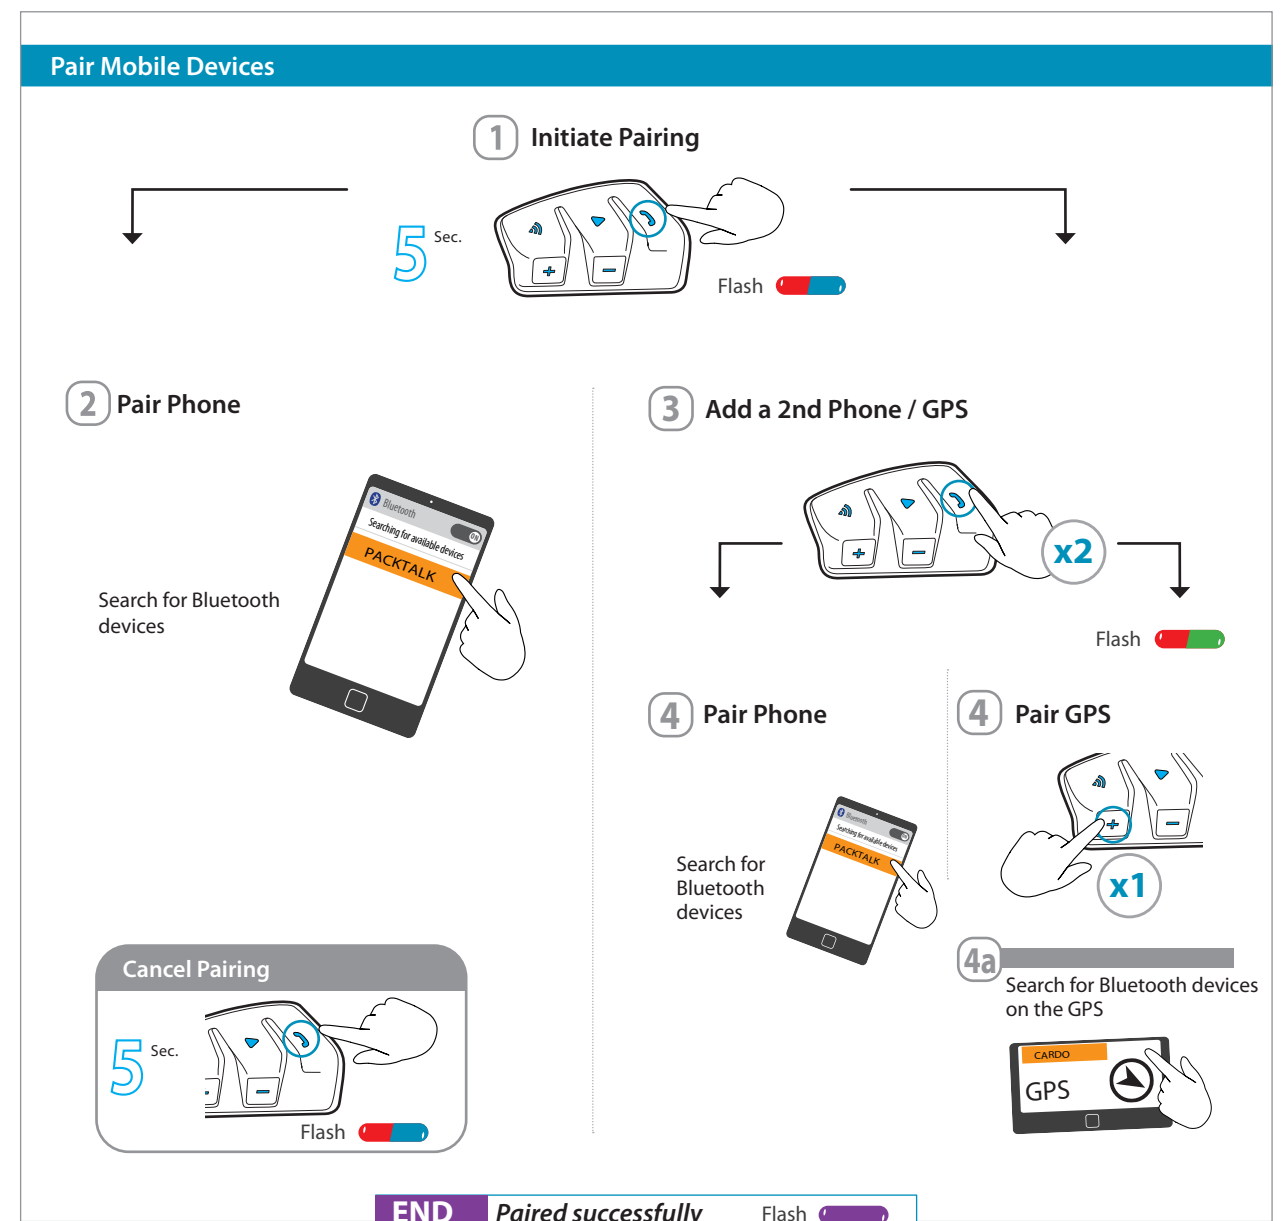 Pair Mobile Devices
1 Initiate Pairing
5 Sec.
Flash
2 Pair Phone
Bluetooth
ON
Searching for available devices
PACKTALK
Search for Bluetooth
devices
3 Add a 2nd Phone / GPS
x2
Flash
4 Pair Phone
Bluetooth
ON
Searching for available devices
PACKTALK
Search for
Bluetooth
devices
4 Pair GPS
x1
4a
Search for Bluetooth devices
on the GPS
CARDO
GPS
Cancel Pairing
5 Sec.
Flash
END Paired successfully Flash